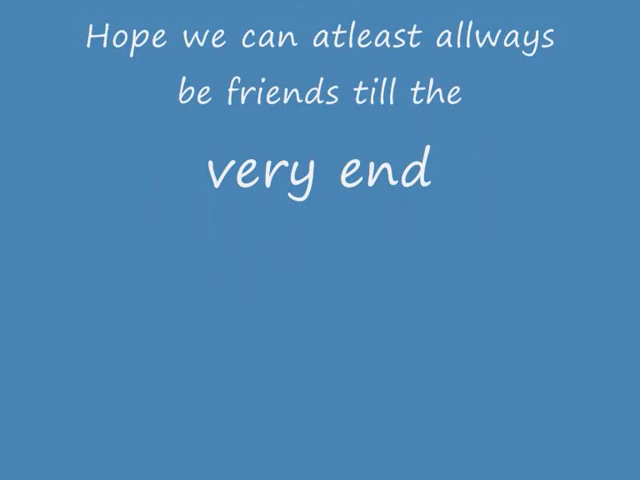 Hope we can atleast allways
be friends till the
very end